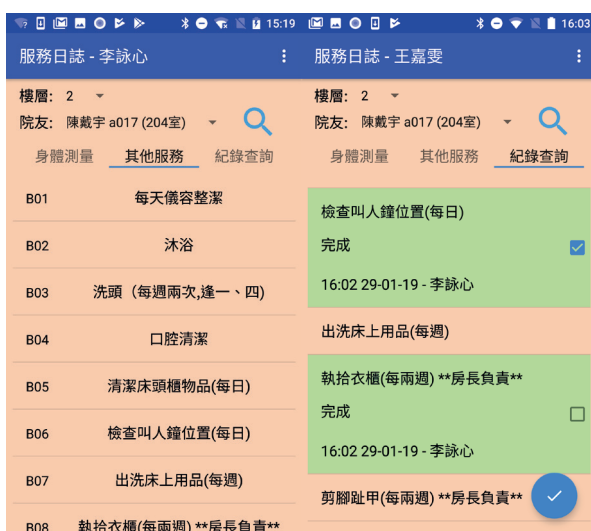 15:19
服務日誌 - 李詠心
樓層: 2
院友: 陳戴宇 a017 (204室)
身體測量 其他服務 紀錄查詢
B01 每天儀容整潔
B02 沐浴
B03 洗頭（每週兩次,逢一、四)
B04 口腔清潔
B05 清潔床頭櫃物品(每日)
B06 檢查叫人鐘位置(每日)
B07 出洗床上用品(每週)
B08 執拾衣櫃(每兩週) **房長負責**
16:03
服務日誌 - 王嘉雯
樓層: 2
院友: 陳戴宇 a017 (204室)
身體測量 其他服務 紀錄查詢
檢查叫人鐘位置(每日)
完成
16:02 29-01-19 - 李詠心
出洗床上用品(每週)
執拾衣櫃(每兩週) **房長負責**
完成
16:02 29-01-19 - 李詠心
剪腳趾甲(每兩週) **房長負責**